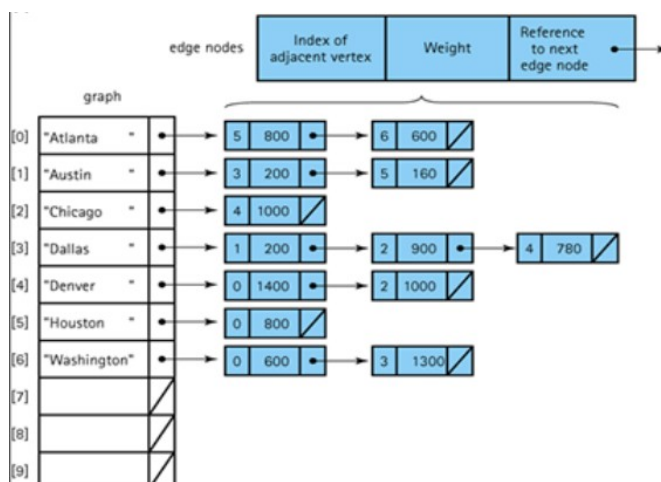 edge nodes
Index of adjacent vertex
Weight
Reference to next edge node
graph
[0] "Atlanta " 5 800 6 600
[1] "Austin " 3 200 5 160
[2] "Chicago " 4 1000
[3] "Dallas " 1 200 2 900 4 780
[4] "Denver " 0 1400 2 1000
[5] "Houston " 0 800
[6] "Washington" 0 600 3 1300
[7]
[8]
[9]